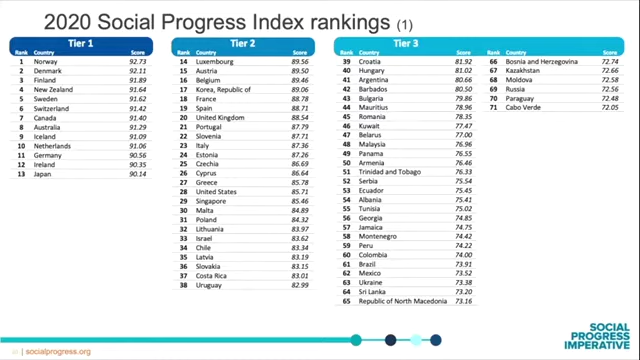 2020 Social Progress Index rankings (1)
Tier 1
Rank Country Score
1 Norway 92.73
2 Denmark 92.11
3 Finland 91.89
4 New Zealand 91.64
5 Sweden 91.62
6 Switzerland 91.42
7 Canada 91.40
8 Australia 91.29
9 Iceland 91.09
10 Netherlands 91.06
11 Germany 90.56
12 Ireland 90.35
13 Japan 90.14
Tier 2
Rank Country Score
14 Luxembourg 89.56
15 Austria 89.50
16 Belgium 89.46
17 Korea, Republic of 89.06
18 France 88.78
19 Spain 88.71
20 United Kingdom 88.54
21 Portugal 87.79
22 Slovenia 87.71
23 Italy 87.36
24 Estonia 87.26
25 Czechia 86.69
26 Cyprus 86.64
27 Greece 85.78
28 United States 85.71
29 Singapore 85.46
30 Malta 84.89
31 Poland 84.32
32 Lithuania 83.97
33 Israel 83.62
34 Chile 83.34
35 Latvia 83.19
36 Slovakia 83.15
37 Costa Rica 83.01
38 Uruguay 82.99
Tier 3
Rank Country Score
39 Croatia 81.92
40 Hungary 81.02
41 Argentina 80.66
42 Barbados 80.50
43 Bulgaria 79.86
44 Mauritius 78.96
45 Romania 78.35
46 Kuwait 77.47
47 Belarus 77.00
48 Malaysia 76.96
49 Panama 76.55
50 Armenia 76.46
51 Trinidad and Tobago 76.33
52 Serbia 75.54
53 Ecuador 75.45
54 Albania 75.41
55 Tunisia 75.02
56 Georgia 74.85
57 Jamaica 74.75
58 Montenegro 74.42
59 Peru 74.22
60 Colombia 74.00
61 Brazil 73.91
62 Mexico 73.52
63 Ukraine 73.38
64 Sri Lanka 73.20
65 Republic of North Macedonia 73.16
Rank Country Score
66 Bosnia and Herzegovina 72.74
67 Kazakhstan 72.66
68 Moldova 72.58
69 Russia 72.56
70 Paraguay 72.48
71 Cabo Verde 72.05
| socialprogress.org
SOCIAL
PROGRESS
IMPERATIVE